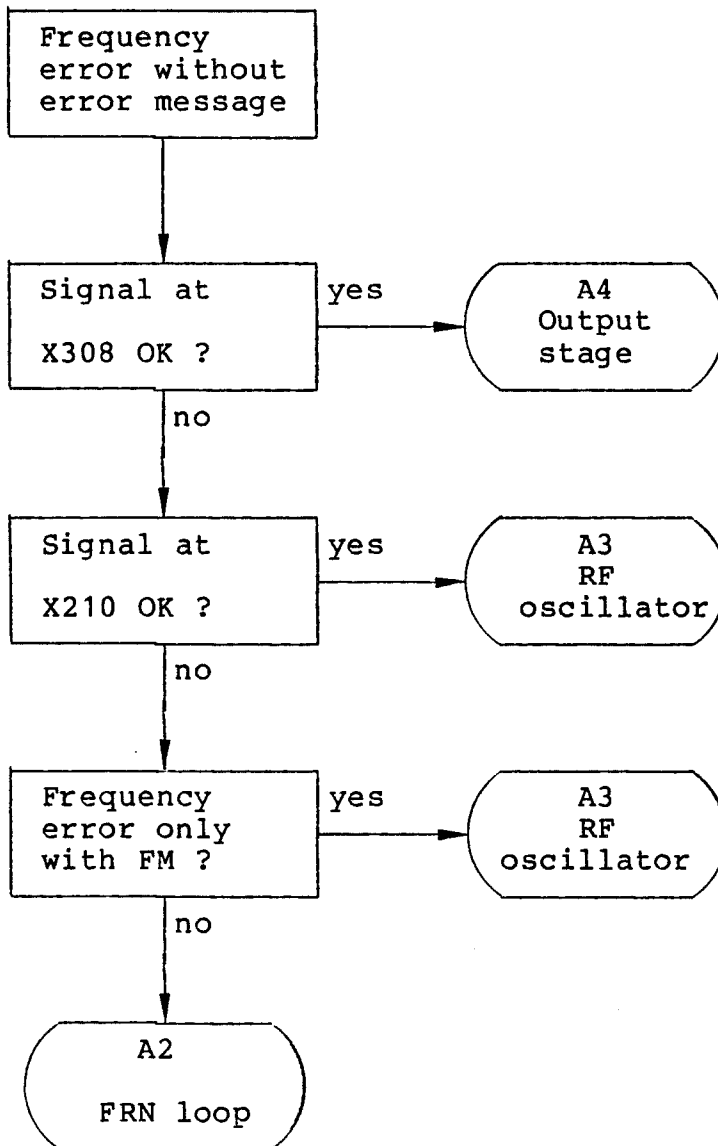 Frequency
error without
error message
Signal at
X308 OK ?
yes
A4
Output
stage
no
Signal at
X210 OK ?
yes
A3
RF
oscillator
no
Frequency
error only
with FM ?
yes
A3
RF
oscillator
no
A2
FRN loop